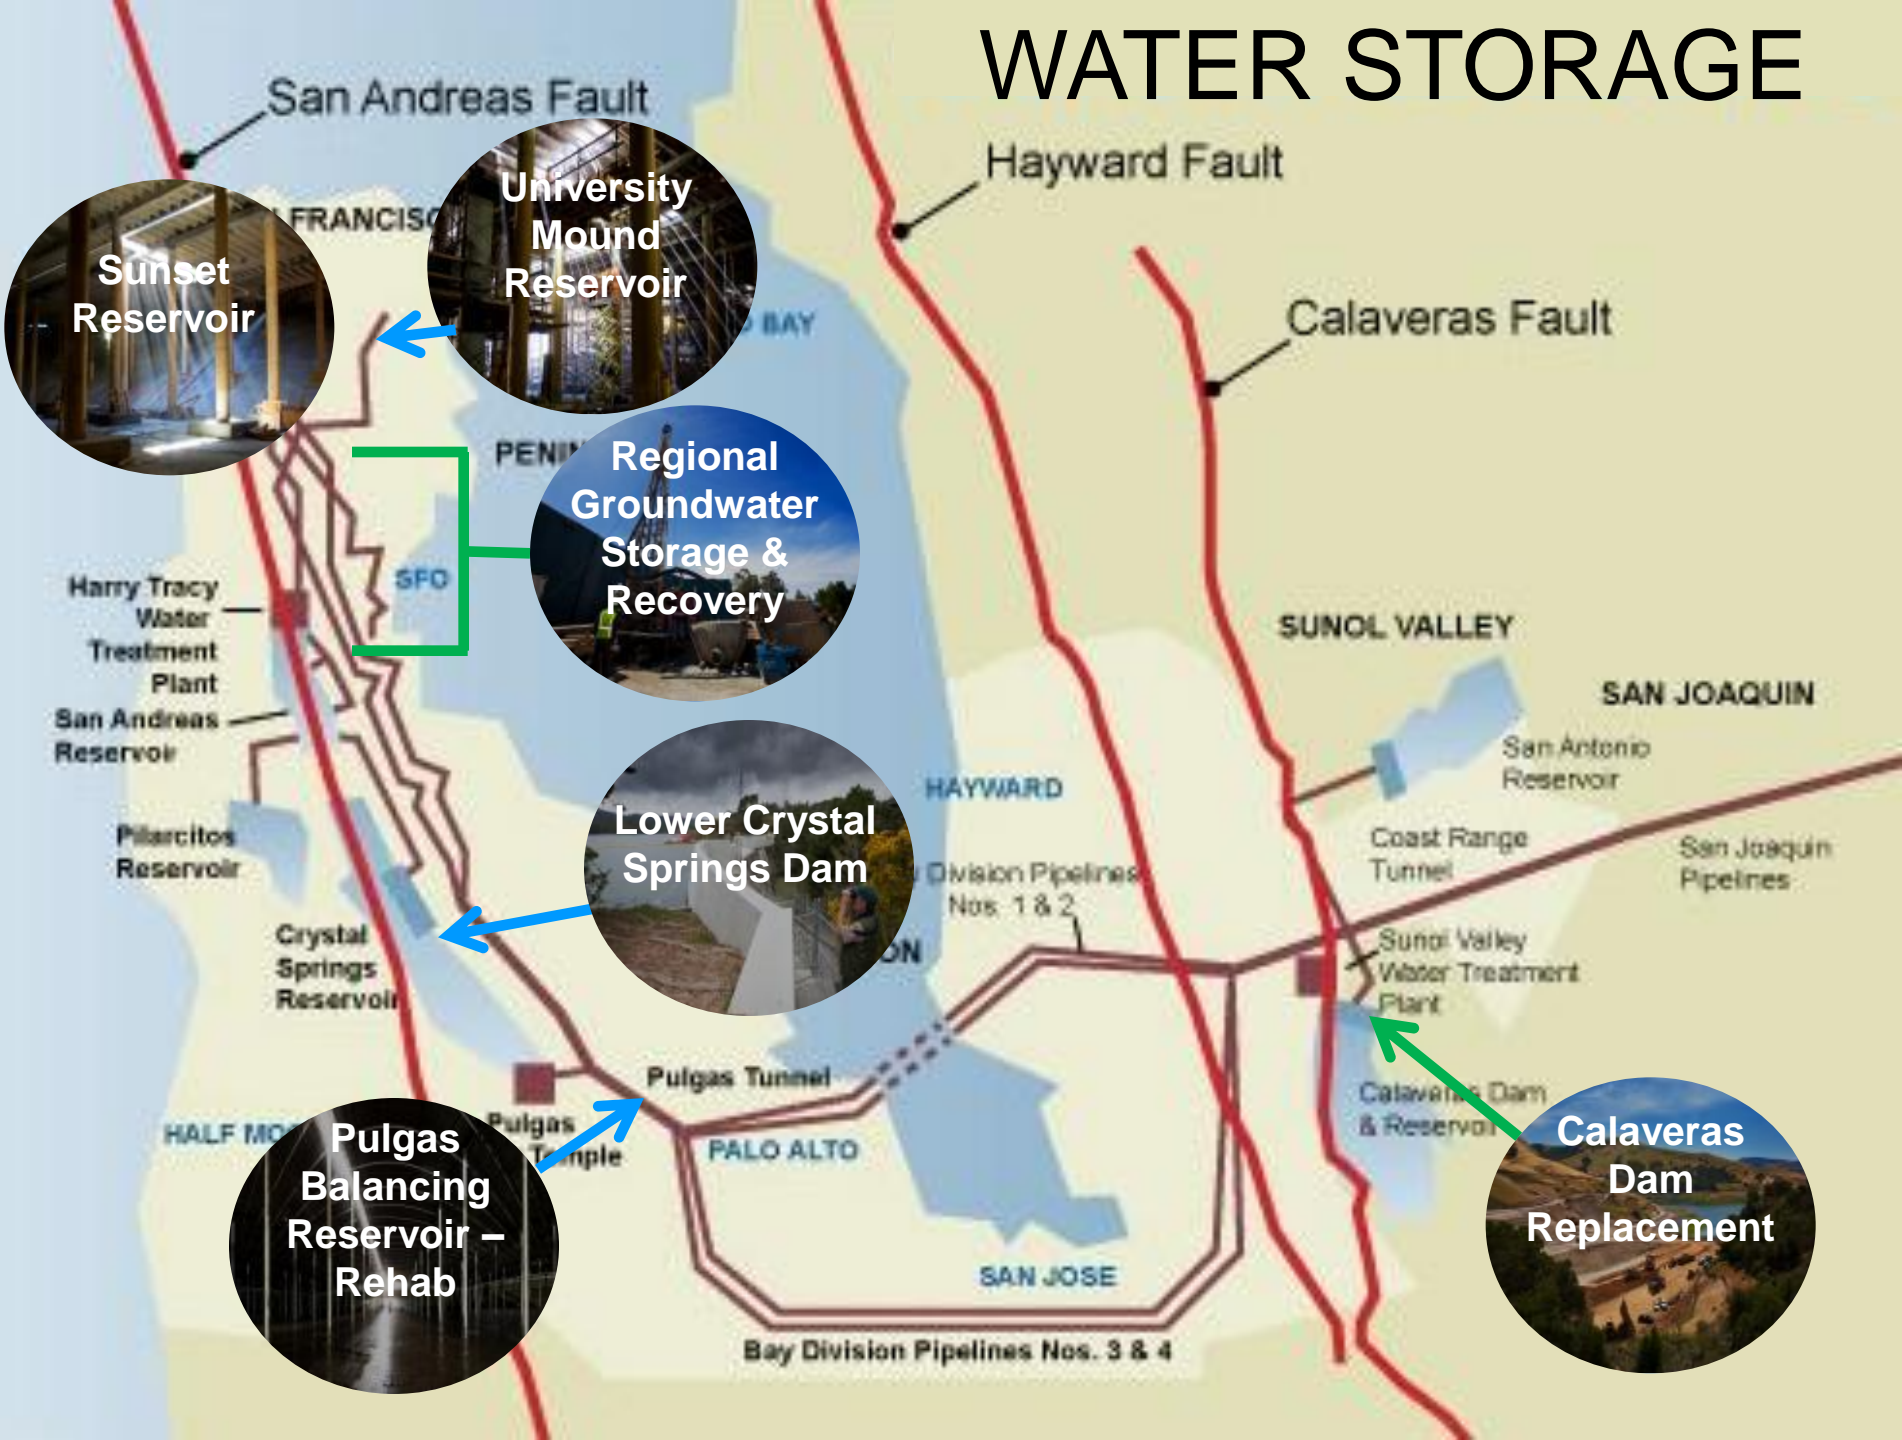 WATER STORAGE
San Andreas Fault
Hayward Fault
FRANCISC
University
Mound
Reservoir
Sunset
Reservoir
BAY
Calaveras Fault
PENIN
Regional
Groundwater
Storage &
Recovery
SFO
Harry Tracy
Water
Treatment
Plant
San Andreas
Reservoir
SUNOL VALLEY
SAN JOAQUIN
San Antonio
Reservoir
HAYWARD
Lower Crystal
Springs Dam
Pilarcitos
Reservoir
Coast Range
Tunnel
San Joaquin
Pipelines
Division Pipelines
Nos. 1 & 2
Crystal
Springs
Reservoir
ON
Sunol Valley
Water Treatment
Plant
Pulgas Tunnel
Calaveras Dam
& Reservoir
HALF MO
Pulgas
Temple
PALO ALTO
Pulgas
Balancing
Reservoir –
Rehab
Calaveras
Dam
Replacement
SAN JOSE
Bay Division Pipelines Nos. 3 & 4